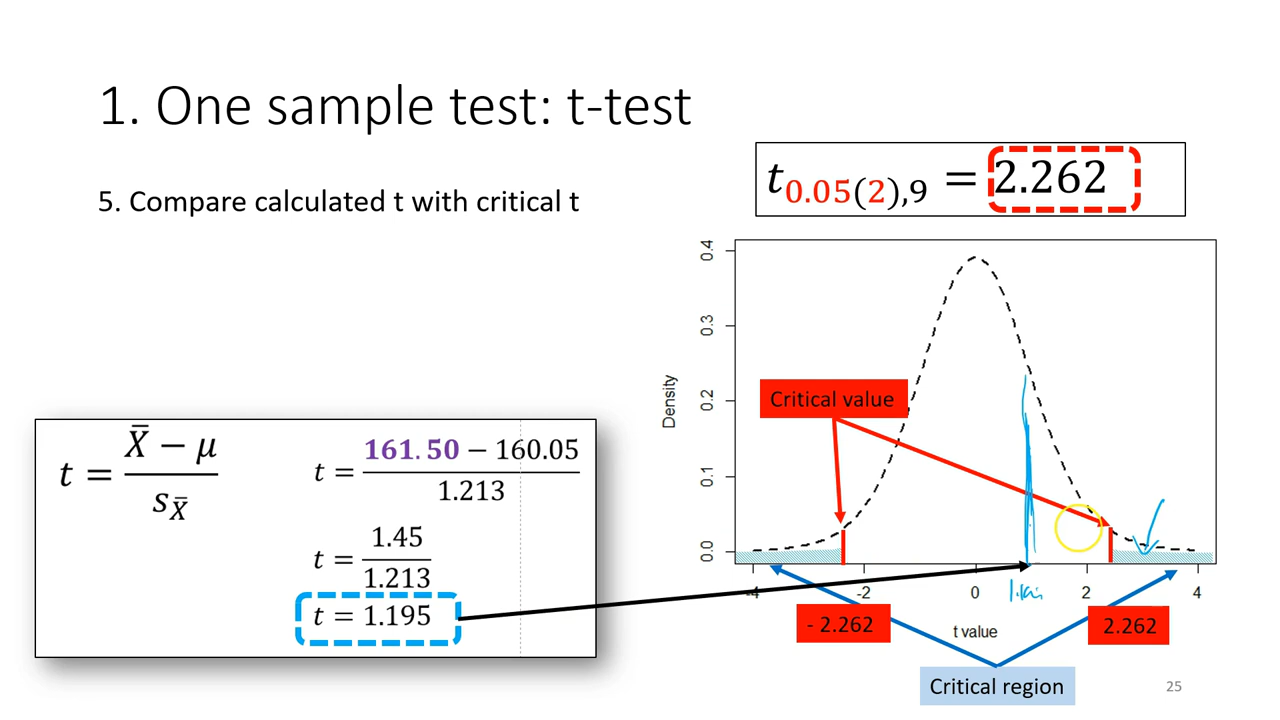 1. One sample test: t-test
5. Compare calculated t with critical t
t₀.₀₅₍₂₎,₉ = 2.262
t = (X̄ − μ) / s_X̄
t = (161.50 − 160.05) / 1.213
t = 1.45 / 1.213
t = 1.195
Density
0.4
0.3
0.2
0.1
0.0
Critical value
-4
-2
0
2
4
- 2.262
t value
2.262
Critical region
25